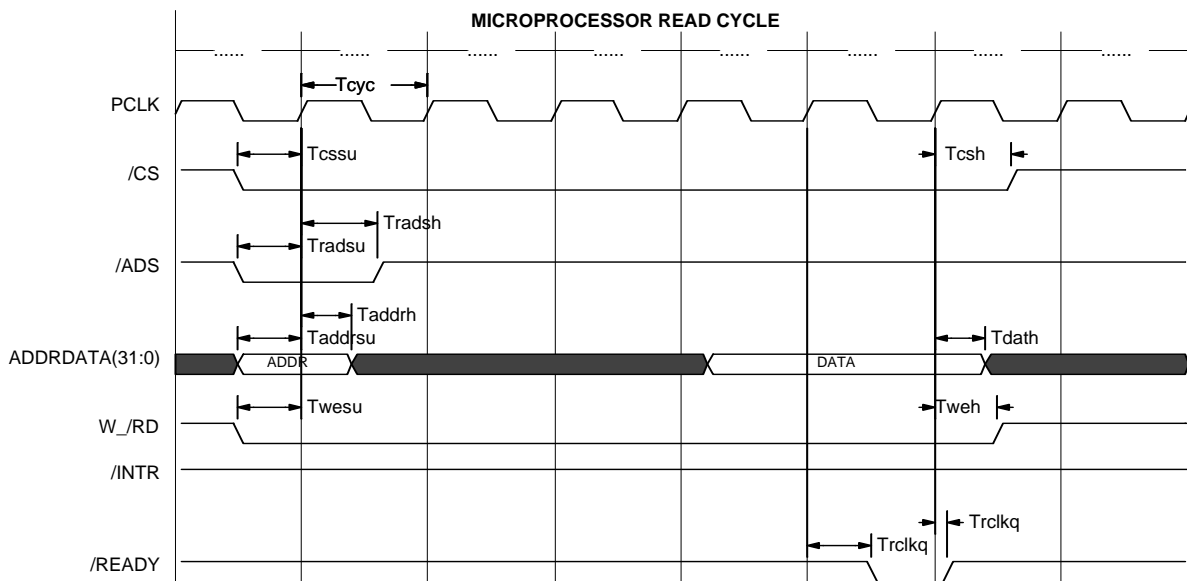 MICROPROCESSOR READ CYCLE
...... ...... ...... ...... ...... ...... ...... ......
Tcyc
PCLK
Tcssu
Tcsh
/CS
Tradsh
Tradsu
/ADS
Taddrh
Taddrsu
Tdath
ADDRDATA(31:0)
ADDR
DATA
Twesu
Tweh
W_/RD
/INTR
Trclkq
Trclkq
/READY